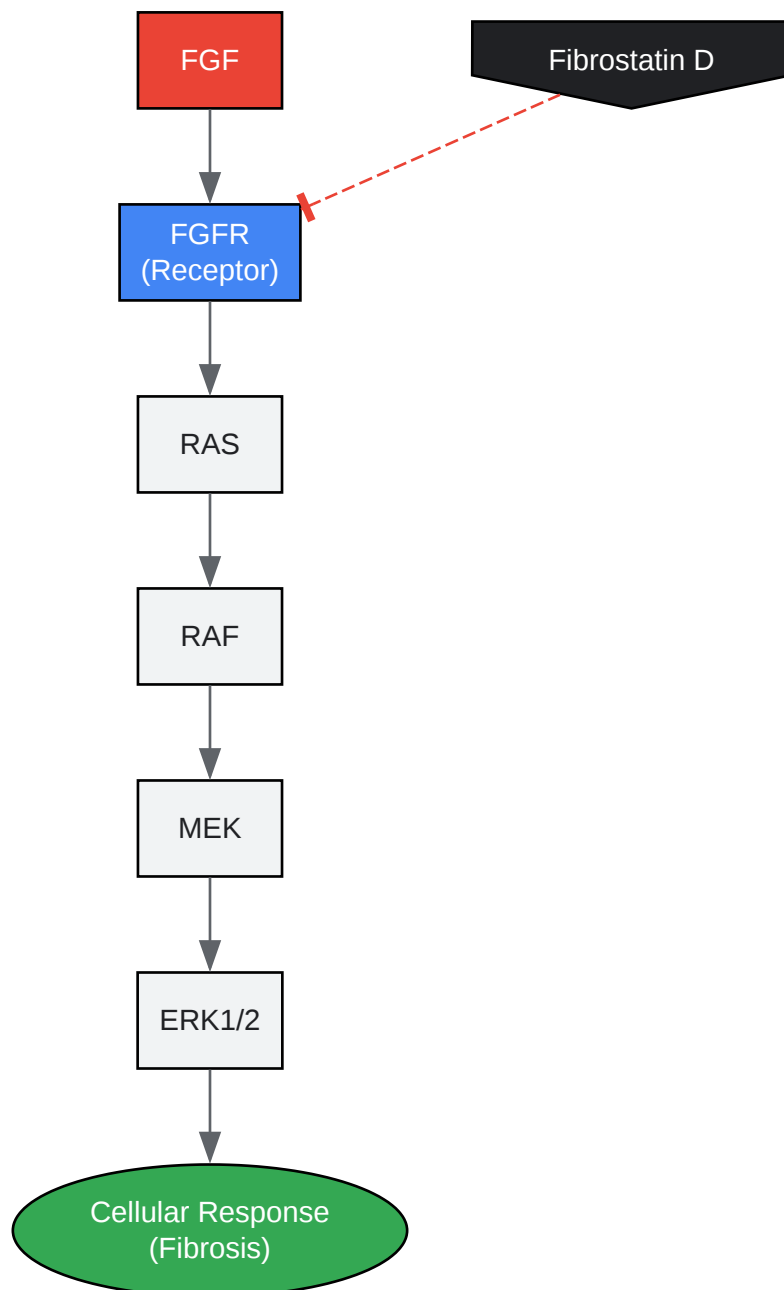 FGF
Fibrostatin D
FGFR
(Receptor)
RAS
RAF
MEK
ERK1/2
Cellular Response
(Fibrosis)